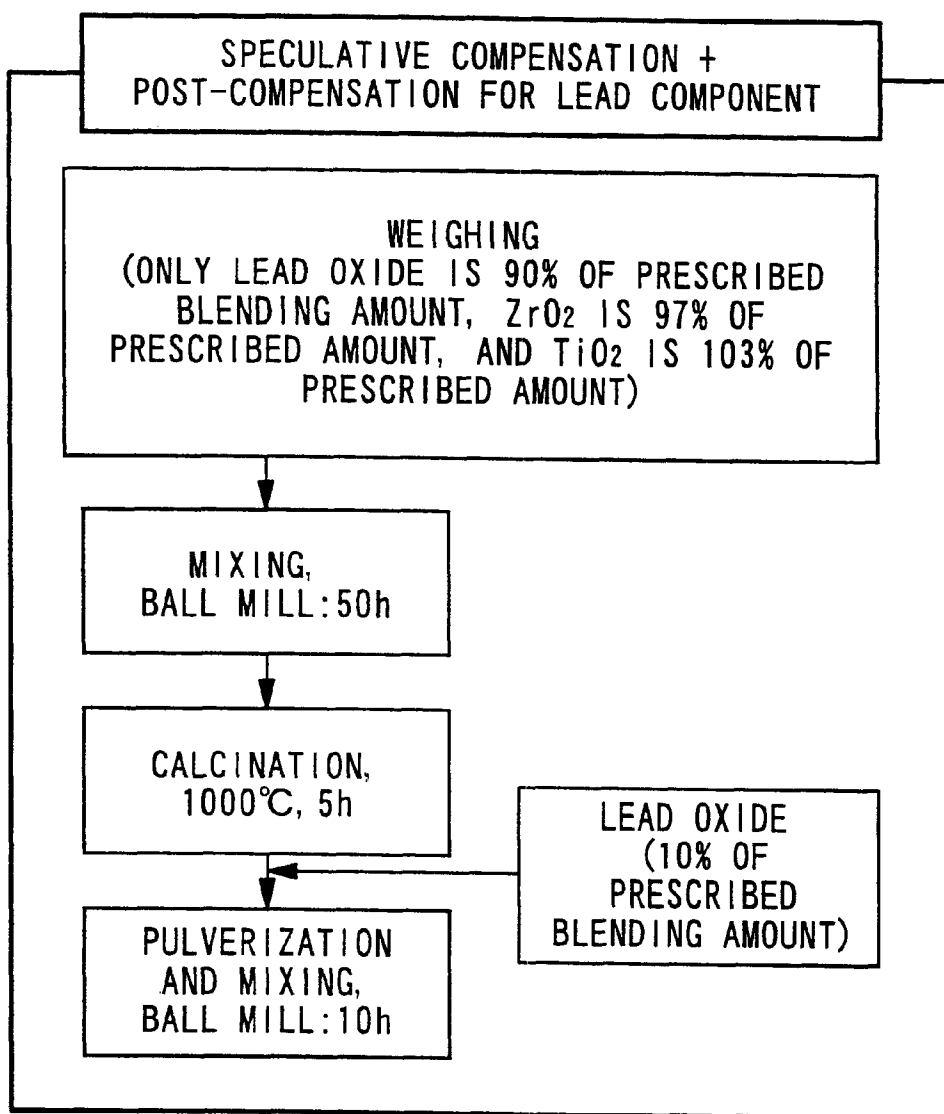 SPECULATIVE COMPENSATION +
POST-COMPENSATION FOR LEAD COMPONENT
WEIGHING
(ONLY LEAD OXIDE IS 90% OF PRESCRIBED
BLENDING AMOUNT, ZrO2 IS 97% OF
PRESCRIBED AMOUNT, AND TiO2 IS 103% OF
PRESCRIBED AMOUNT)
MIXING,
BALL MILL:50h
CALCINATION,
1000℃, 5h
LEAD OXIDE
(10% OF
PRESCRIBED
BLENDING AMOUNT)
PULVERIZATION
AND MIXING,
BALL MILL:10h